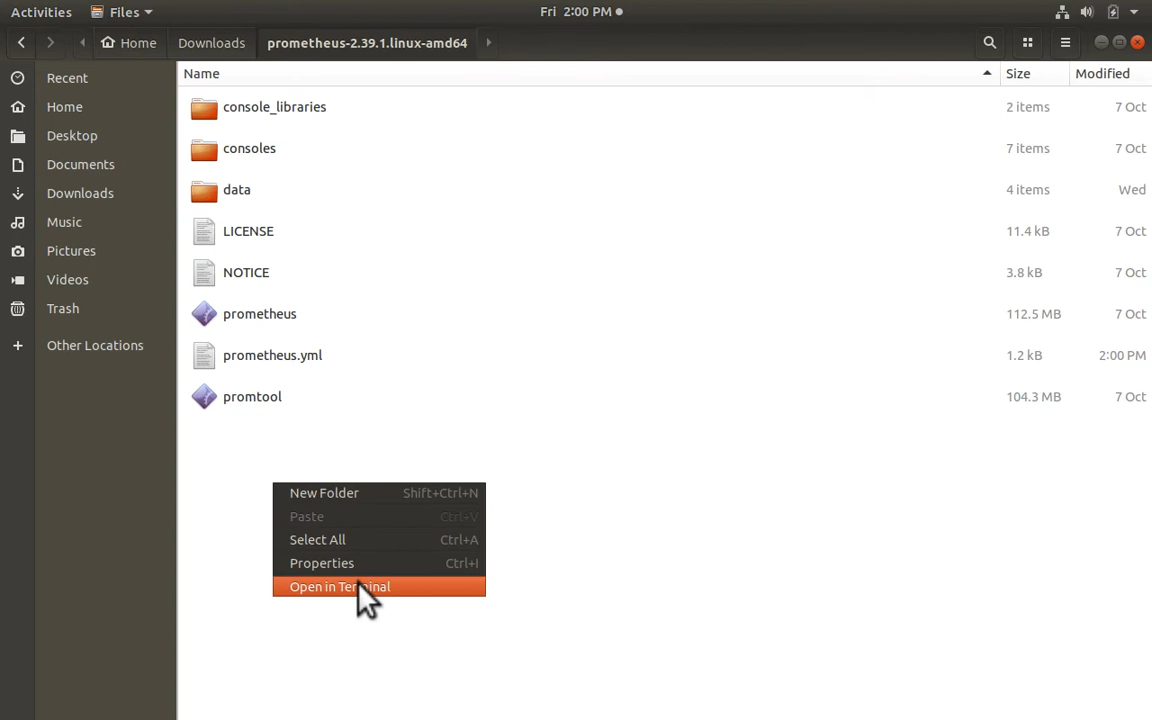 Activities Files Fri 2:00 PM
Home Downloads prometheus-2.39.1.linux-amd64
Recent
Home
Desktop
Documents
Downloads
Music
Pictures
Videos
Trash
+ Other Locations
Name Size Modified
console_libraries 2 items 7 Oct
consoles 7 items 7 Oct
data 4 items Wed
LICENSE 11.4 kB 7 Oct
NOTICE 3.8 kB 7 Oct
prometheus 112.5 MB 7 Oct
prometheus.yml 1.2 kB 2:00 PM
promtool 104.3 MB 7 Oct
New Folder Shift+Ctrl+N
Paste Ctrl+V
Select All Ctrl+A
Properties Ctrl+I
Open in Terminal